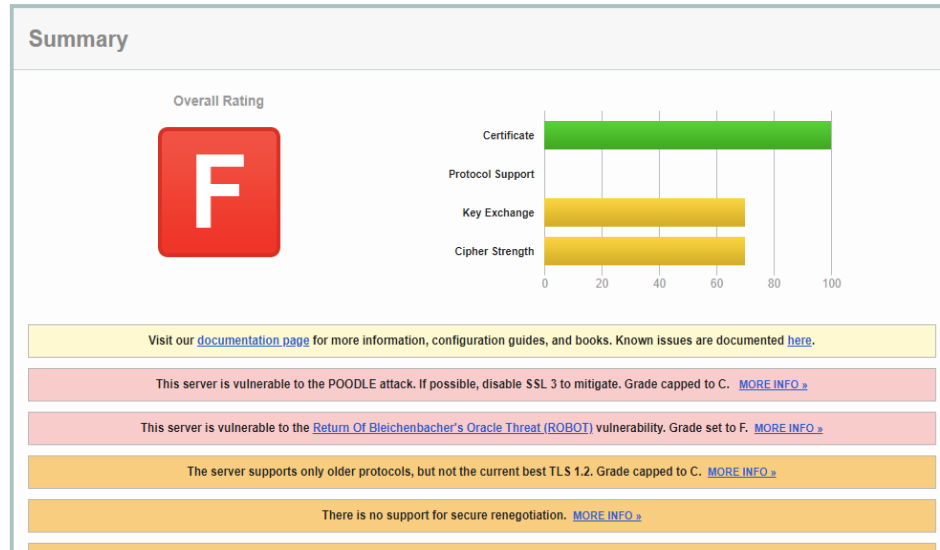 Summary
Overall Rating
F
Certificate
Protocol Support
Key Exchange
Cipher Strength
0 20 40 60 80 100
Visit our documentation page for more information, configuration guides, and books. Known issues are documented here.
This server is vulnerable to the POODLE attack. If possible, disable SSL 3 to mitigate. Grade capped to C. MORE INFO »
This server is vulnerable to the Return Of Bleichenbacher's Oracle Threat (ROBOT) vulnerability. Grade set to F. MORE INFO »
The server supports only older protocols, but not the current best TLS 1.2. Grade capped to C. MORE INFO »
There is no support for secure renegotiation. MORE INFO »